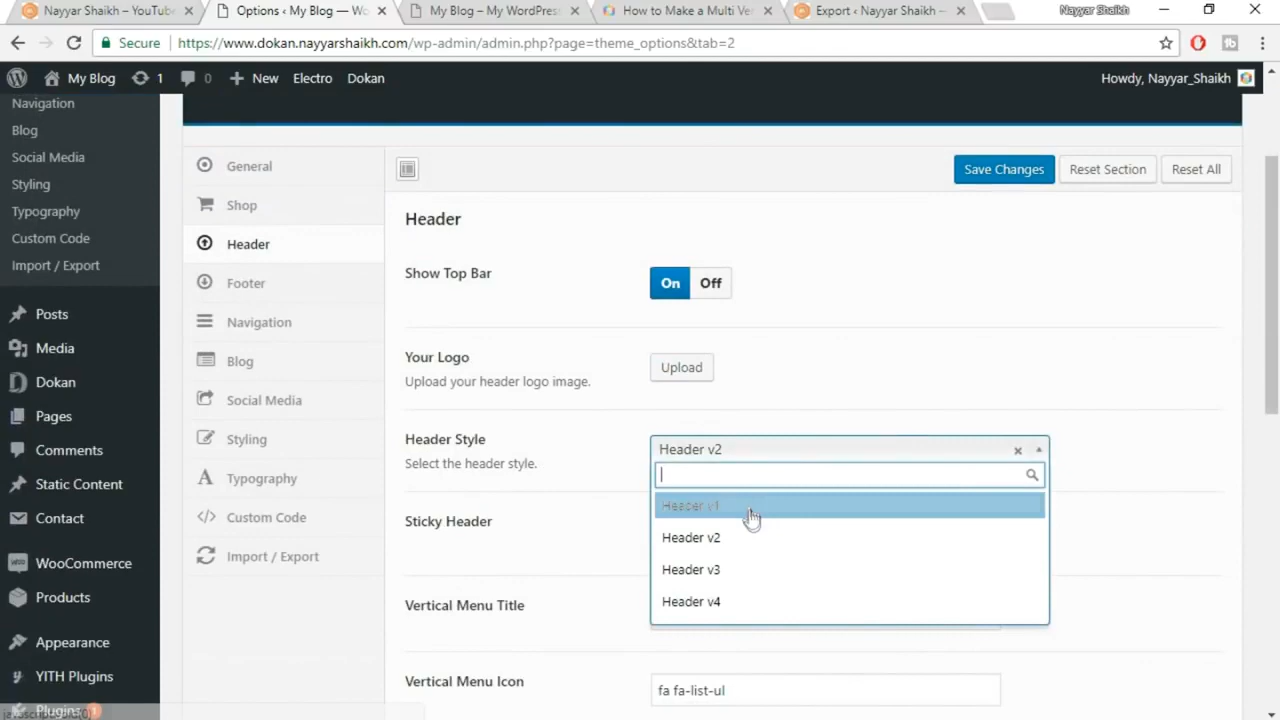 Nayyar Shaikh – YouTube
Options ‹ My Blog — Wo
My Blog – My WordPress
How to Make a Multi Ve
Export ‹ Nayyar Shaikh —
Nayyar Shaikh
Secure
https://www.dokan.nayyarshaikh.com/wp-admin/admin.php?page=theme_options&tab=2
My Blog
1
0
New
Electro
Dokan
Howdy, Nayyar_Shaikh
Navigation
Blog
Social Media
Styling
Typography
Custom Code
Import / Export
Posts
Media
Dokan
Pages
Comments
Static Content
Contact
WooCommerce
Products
Appearance
YITH Plugins
Plugins 1
General
Shop
Header
Footer
Navigation
Blog
Social Media
Styling
Typography
Custom Code
Import / Export
Save Changes
Reset Section
Reset All
Header
Show Top Bar
On Off
Your Logo
Upload your header logo image.
Upload
Header Style
Select the header style.
Header v2
Header v1
Header v2
Header v3
Header v4
Sticky Header
Vertical Menu Title
Vertical Menu Icon
fa fa-list-ul